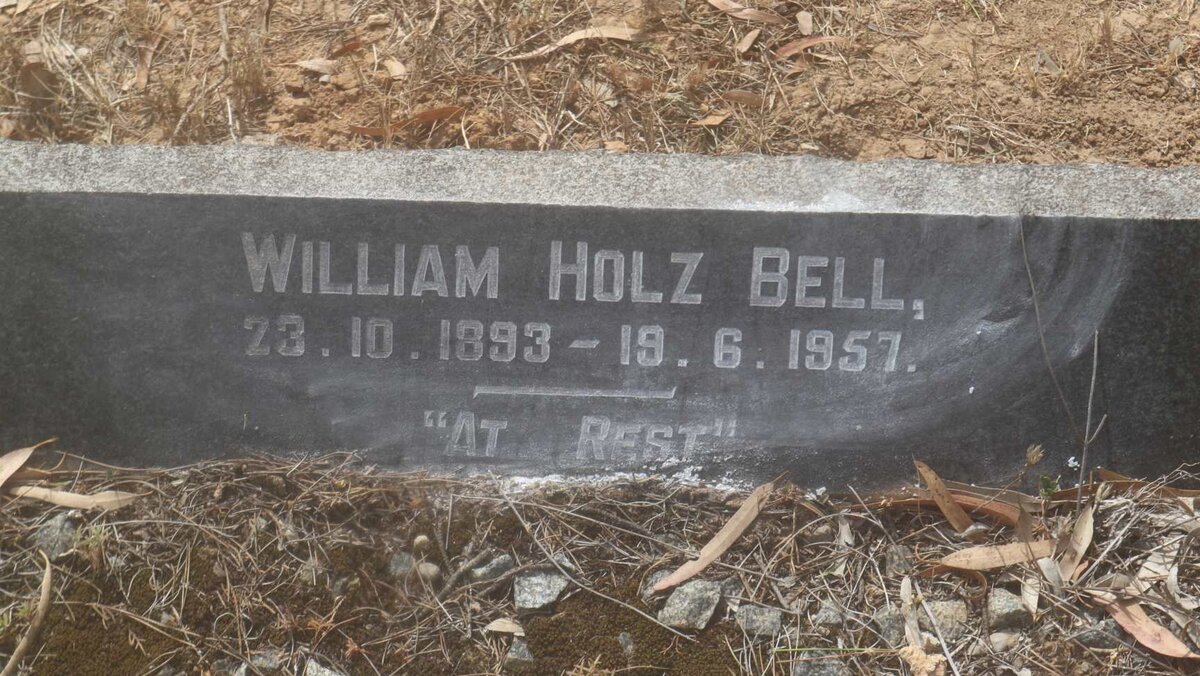 William Holz Bell,
23.10.1893 – 19.6.1957.
"At Rest"